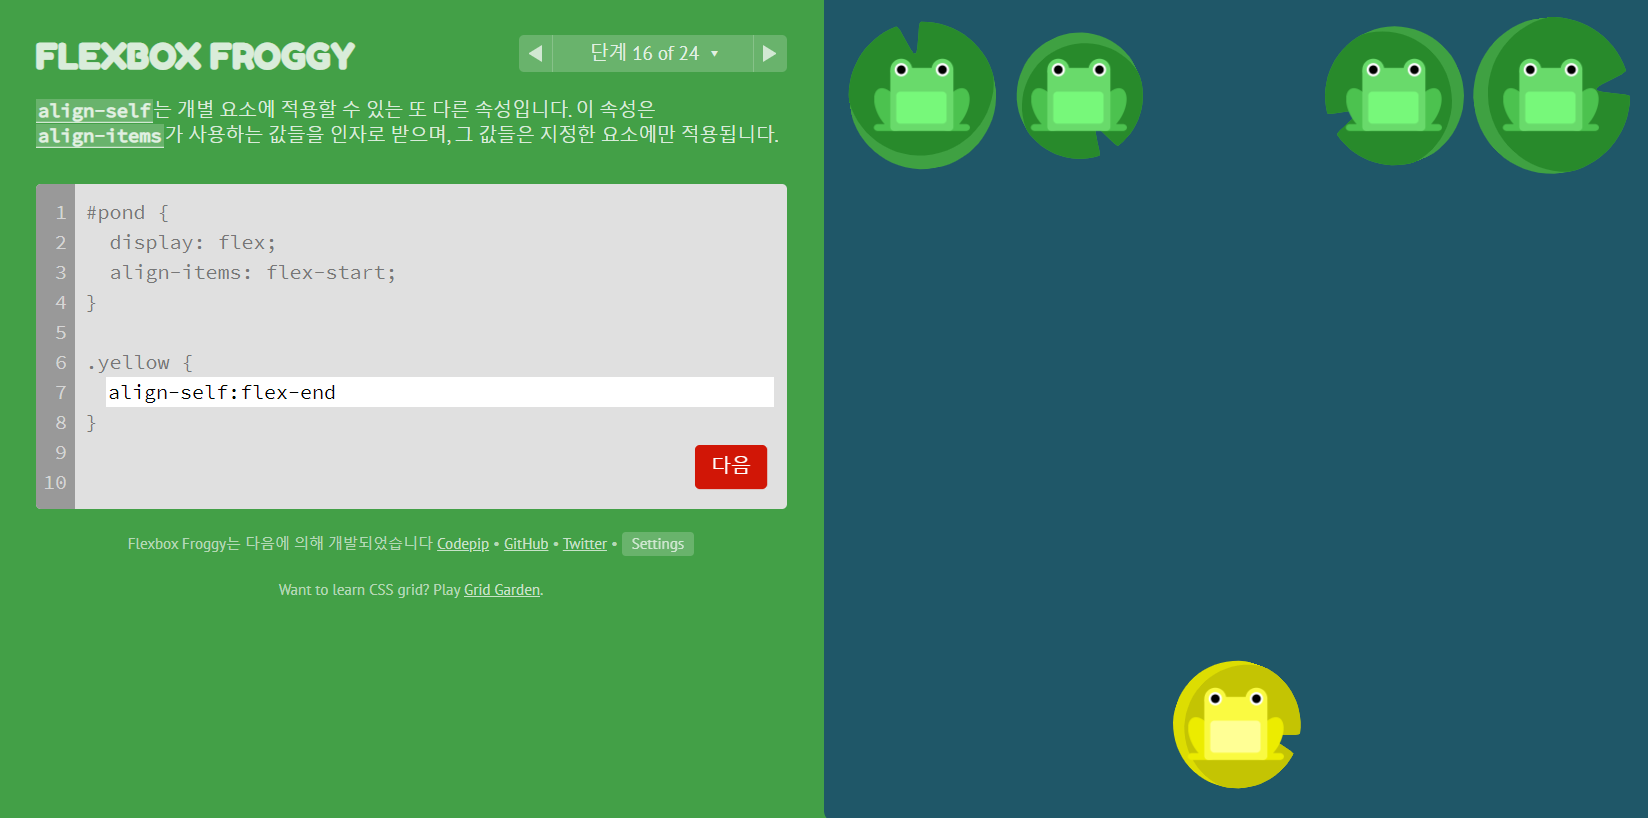 FLEXBOX FROGGY
◀ 단계 16 of 24 ▾ ▶
align-self는 개별 요소에 적용할 수 있는 또 다른 속성입니다. 이 속성은
align-items가 사용하는 값들을 인자로 받으며, 그 값들은 지정한 요소에만 적용됩니다.
1 #pond {
2 display: flex;
3 align-items: flex-start;
4 }
5
6 .yellow {
7 align-self:flex-end
8 }
9
10
다음
Flexbox Froggy는 다음에 의해 개발되었습니다 Codepip • GitHub • Twitter • Settings
Want to learn CSS grid? Play Grid Garden.